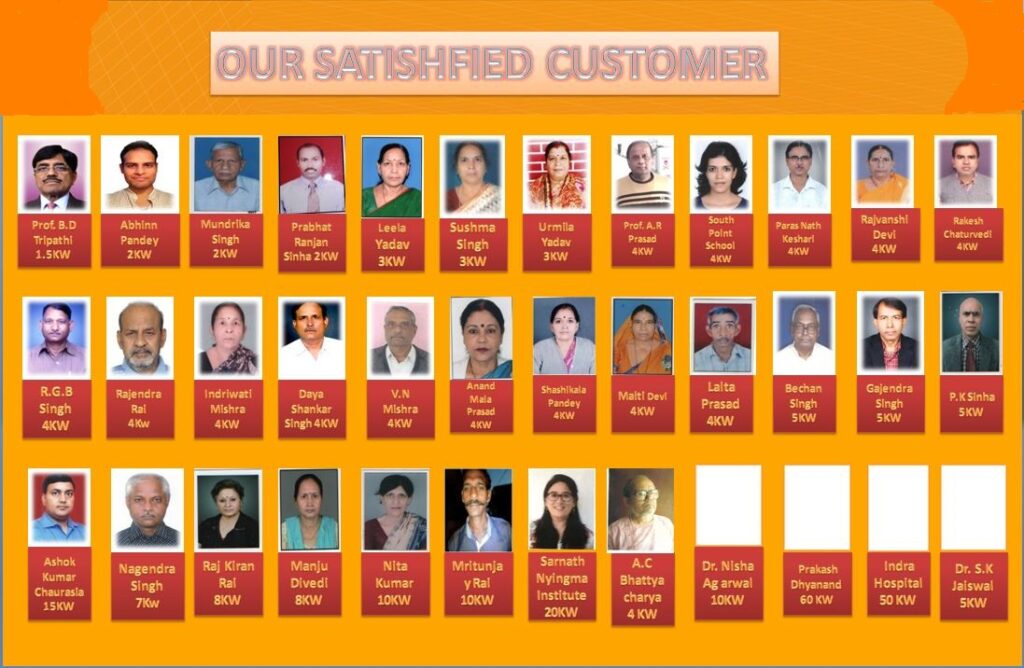 OUR SATISHFIED CUSTOMER
Prof. B.D
Tripathi
1.5KW
Abhinn
Pandey
2KW
Mundrika
Singh
2KW
Prabhat
Ranjan
Sinha 2KW
Leela
Yadav
3KW
Sushma
Singh
3KW
Urmila
Yadav
3KW
Prof. A.R
Prasad
4KW
South
Point
School
4KW
Paras Nath
Keshari
4KW
Rajvanshi
Devi
4KW
Rakesh
Chaturvedi
4KW
R.G.B
Singh
4KW
Rajendra
Rai
4Kw
Indriwati
Mishra
4KW
Daya
Shankar
Singh 4KW
V.N
Mishra
4KW
Anand
Mala
Prasad
4KW
Shashikala
Pandey
4KW
Malti Devi
4KW
Lalta
Prasad
4KW
Bechan
Singh
5KW
Gajendra
Singh
5KW
P.K Sinha
5KW
Ashok
Kumar
Chaurasia
15KW
Nagendra
Singh
7Kw
Raj Kiran
Rai
8KW
Manju
Divedi
8KW
Nita
Kumar
10KW
Mritunja
y Rai
10KW
Sarnath
Nyingma
Institute
20KW
A.C
Bhattya
charya
4 KW
Dr. Nisha
Ag arwal
10KW
Prakash
Dhyanand
60 KW
Indra
Hospital
50 KW
Dr. S.K
Jaiswal
5KW